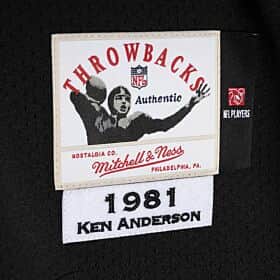 THROWBACKS
NFL
Authentic
NOSTALGIA CO.
Mitchell & Ness
PHILADELPHIA, PA.
NFL PLAYERS
1981
KEN ANDERSON